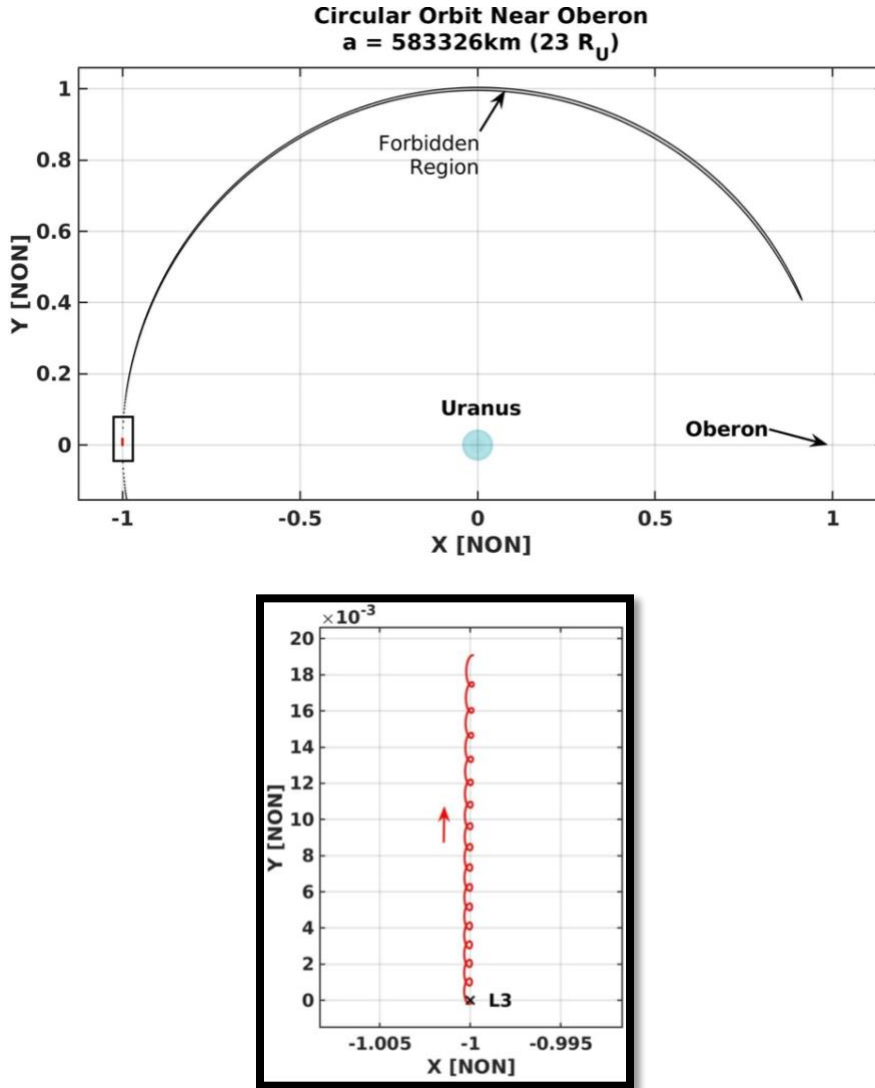 Circular Orbit Near Oberon
a = 583326km (23 R_U)
1
0.8
0.6
0.4
0.2
0
Y [NON]
Forbidden
Region
Uranus
Oberon
-1
-0.5
0
0.5
1
X [NON]
×10^-3
20
18
16
14
12
10
8
6
4
2
0
Y [NON]
L3
-1.005
-1
-0.995
X [NON]